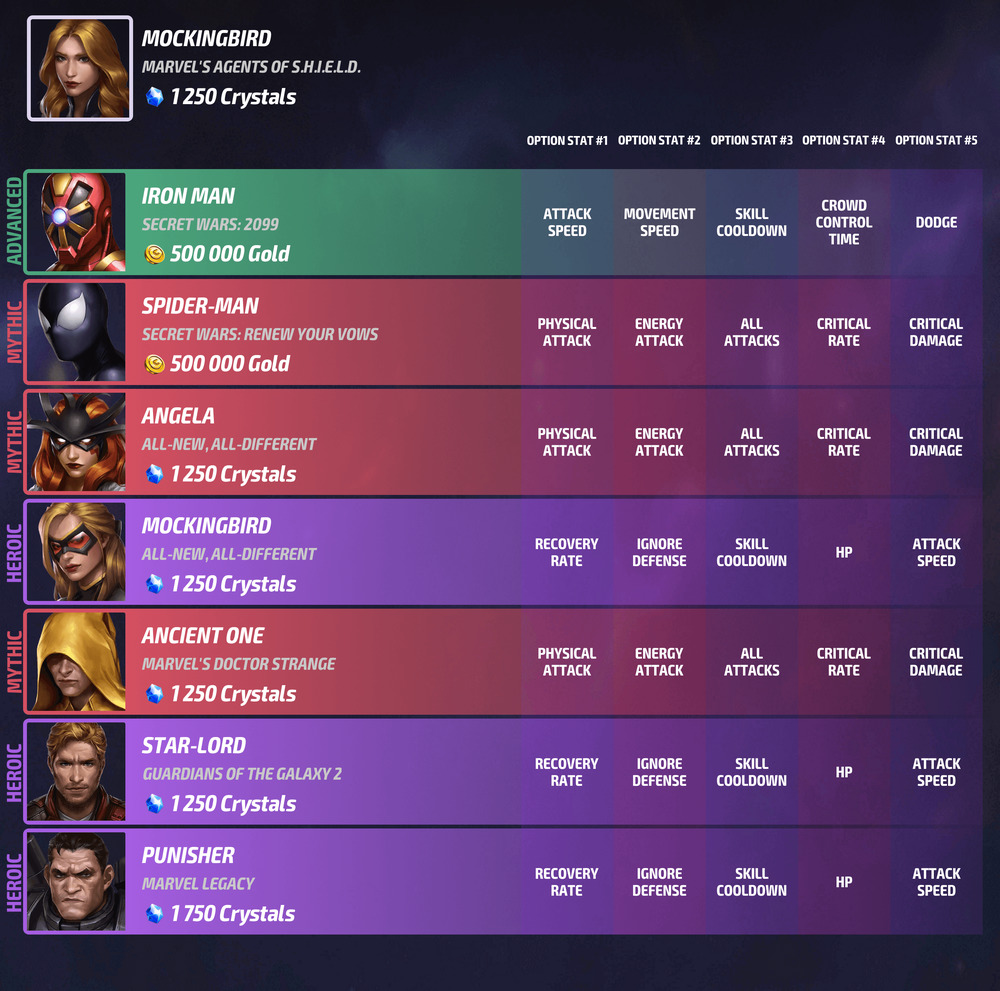 MOCKINGBIRD
MARVEL'S AGENTS OF S.H.I.E.L.D.
1 250 Crystals
OPTION STAT #1 OPTION STAT #2 OPTION STAT #3 OPTION STAT #4 OPTION STAT #5
ADVANCED
IRON MAN
SECRET WARS: 2099
500 000 Gold
ATTACK
SPEED
MOVEMENT
SPEED
SKILL
COOLDOWN
CROWD
CONTROL
TIME
DODGE
MYTHIC
SPIDER-MAN
SECRET WARS: RENEW YOUR VOWS
500 000 Gold
PHYSICAL
ATTACK
ENERGY
ATTACK
ALL
ATTACKS
CRITICAL
RATE
CRITICAL
DAMAGE
MYTHIC
ANGELA
ALL-NEW, ALL-DIFFERENT
1 250 Crystals
PHYSICAL
ATTACK
ENERGY
ATTACK
ALL
ATTACKS
CRITICAL
RATE
CRITICAL
DAMAGE
HEROIC
MOCKINGBIRD
ALL-NEW, ALL-DIFFERENT
1 250 Crystals
RECOVERY
RATE
IGNORE
DEFENSE
SKILL
COOLDOWN
HP
ATTACK
SPEED
MYTHIC
ANCIENT ONE
MARVEL'S DOCTOR STRANGE
1 250 Crystals
PHYSICAL
ATTACK
ENERGY
ATTACK
ALL
ATTACKS
CRITICAL
RATE
CRITICAL
DAMAGE
HEROIC
STAR-LORD
GUARDIANS OF THE GALAXY 2
1 250 Crystals
RECOVERY
RATE
IGNORE
DEFENSE
SKILL
COOLDOWN
HP
ATTACK
SPEED
HEROIC
PUNISHER
MARVEL LEGACY
1 750 Crystals
RECOVERY
RATE
IGNORE
DEFENSE
SKILL
COOLDOWN
HP
ATTACK
SPEED